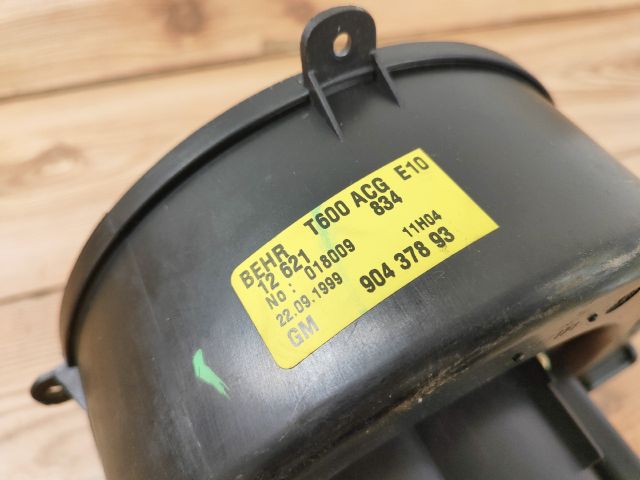 BEHR T600 ACG E10
12 621 834
No: 018009 11H04
22.09.1999 904 378 93
GM